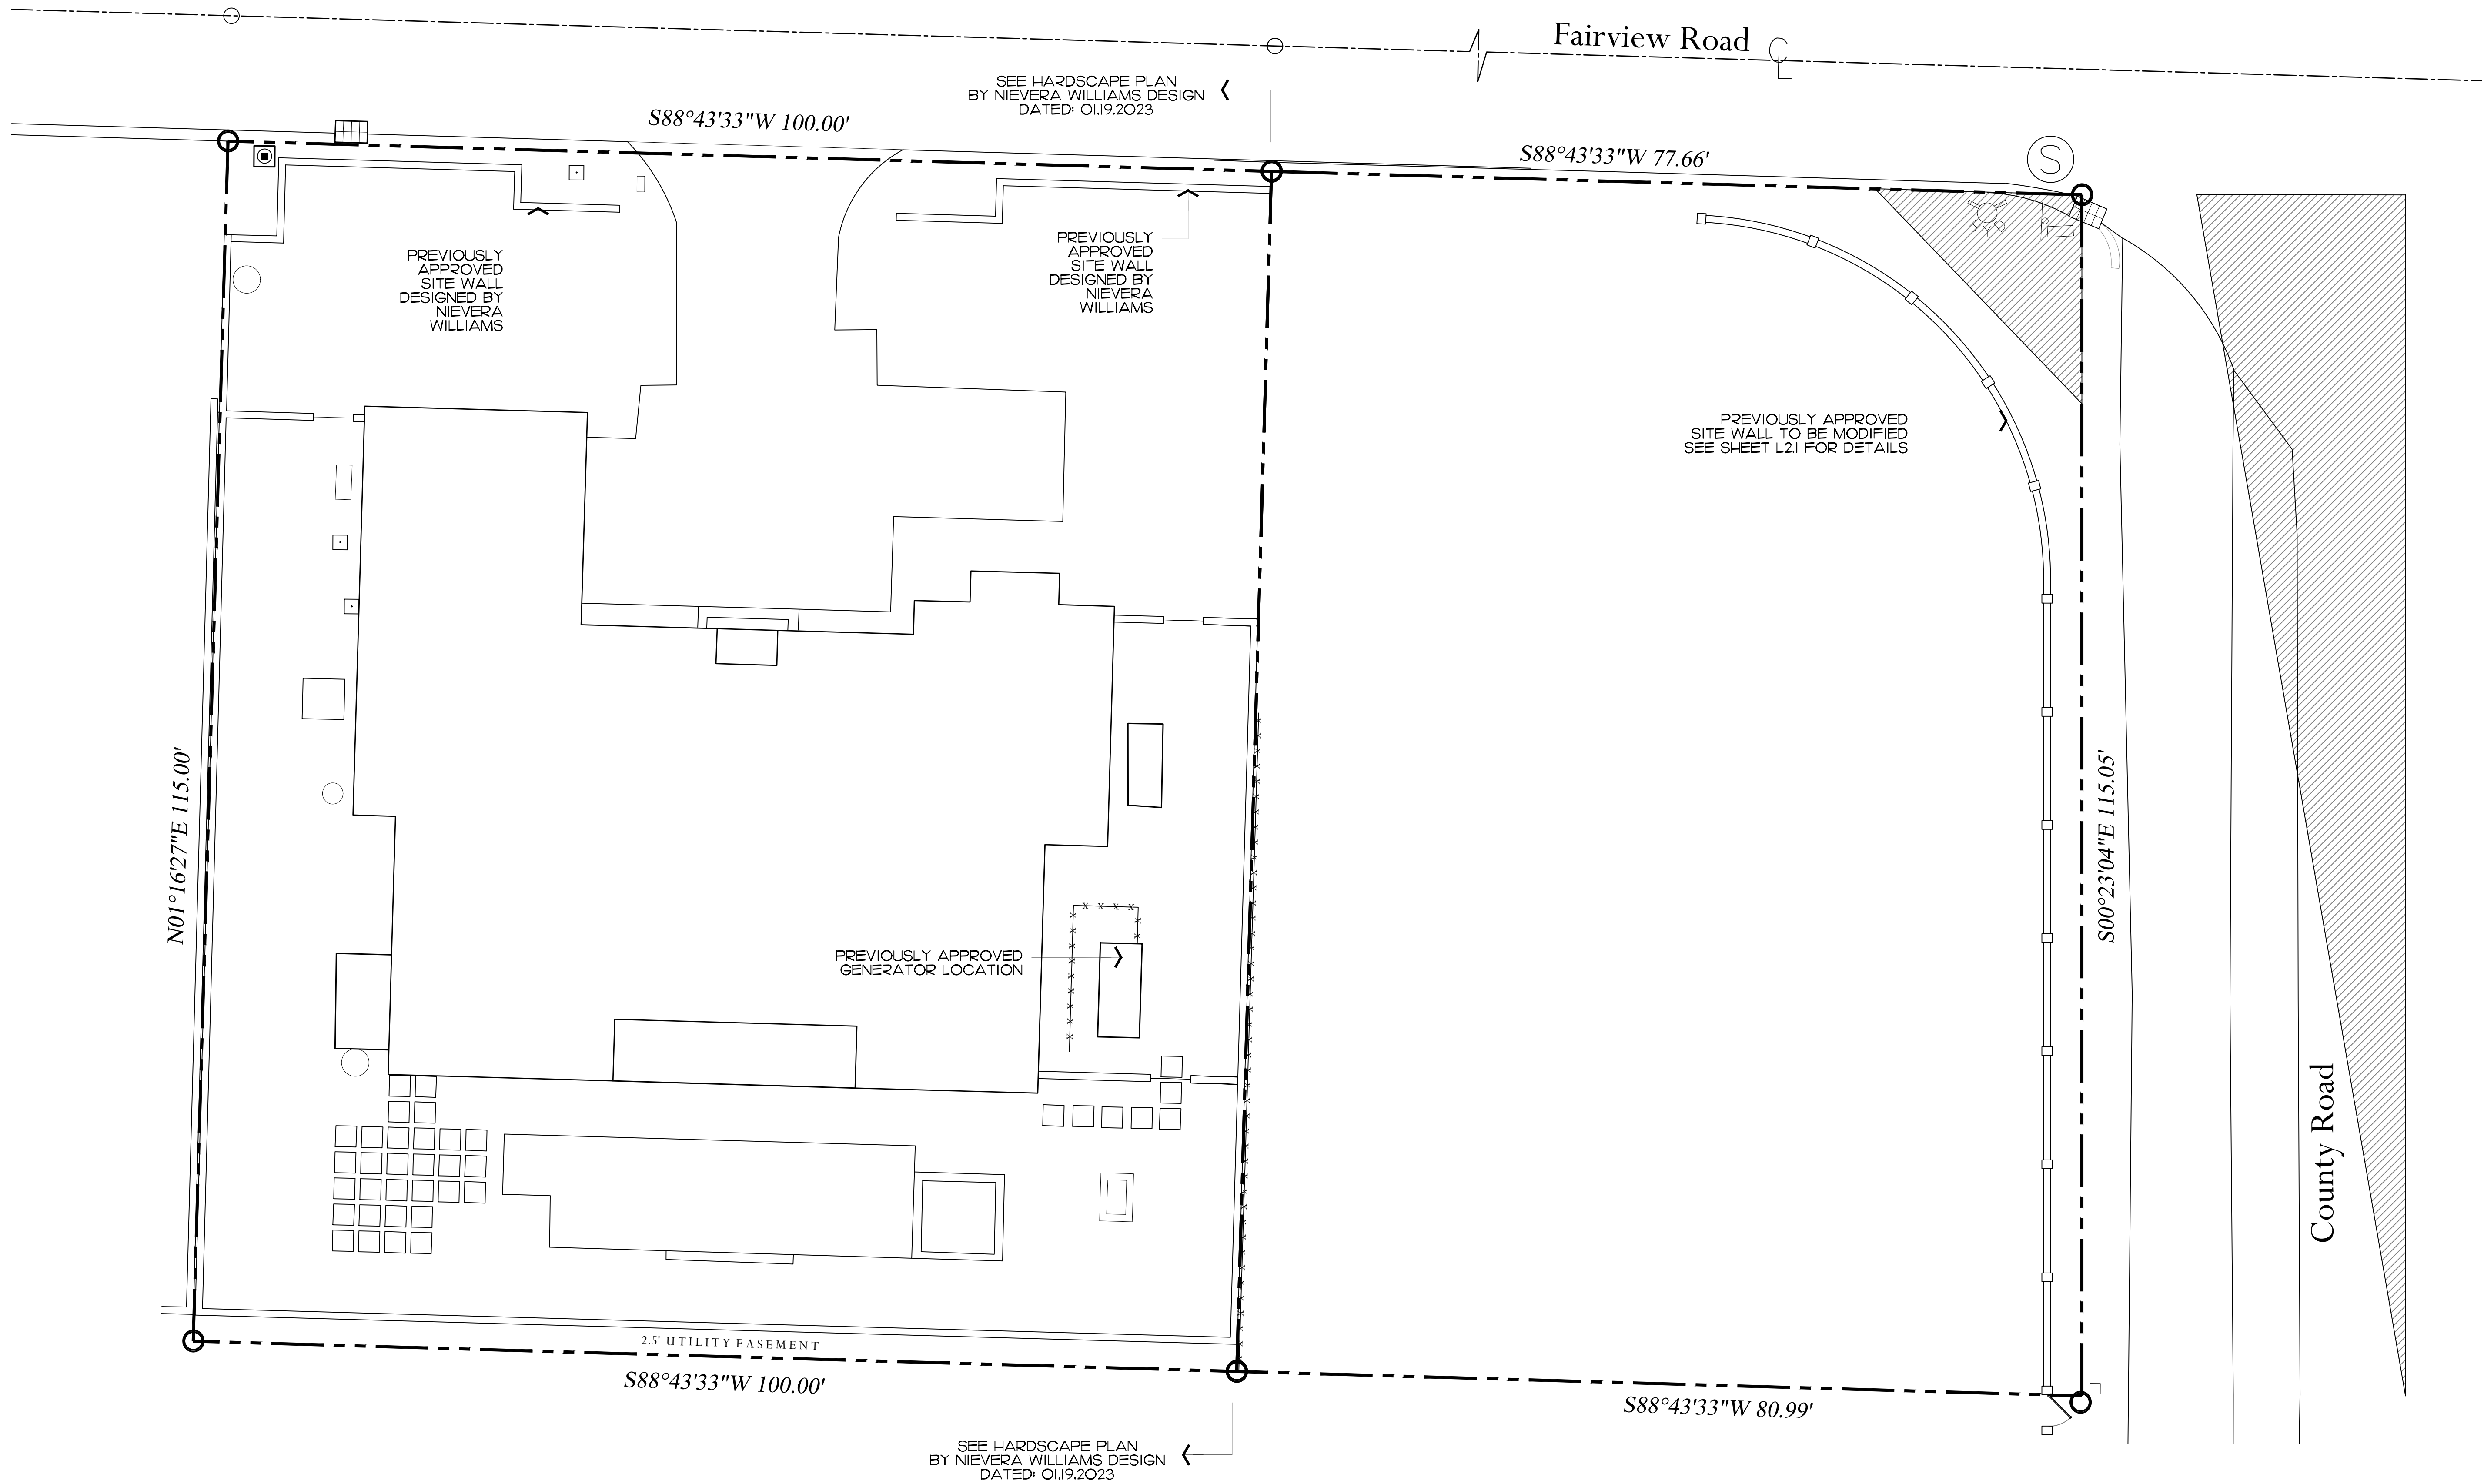 Fairview Road
SEE HARDSCAPE PLAN
BY NIEVERA WILLIAMS DESIGN
DATED: 01.19.2023
S88°43'33"W 100.00'
S88°43'33"W 77.66'
S
PREVIOUSLY
APPROVED
SITE WALL
DESIGNED BY
NIEVERA
WILLIAMS
PREVIOUSLY
APPROVED
SITE WALL
DESIGNED BY
NIEVERA
WILLIAMS
PREVIOUSLY APPROVED
SITE WALL TO BE MODIFIED
SEE SHEET L2.1 FOR DETAILS
N01°16'27"E 115.00'
S00°23'04"E 115.05'
PREVIOUSLY APPROVED
GENERATOR LOCATION
County Road
2.5' UTILITY EASEMENT
S88°43'33"W 100.00'
S88°43'33"W 80.99'
SEE HARDSCAPE PLAN
BY NIEVERA WILLIAMS DESIGN
DATED: 01.19.2023